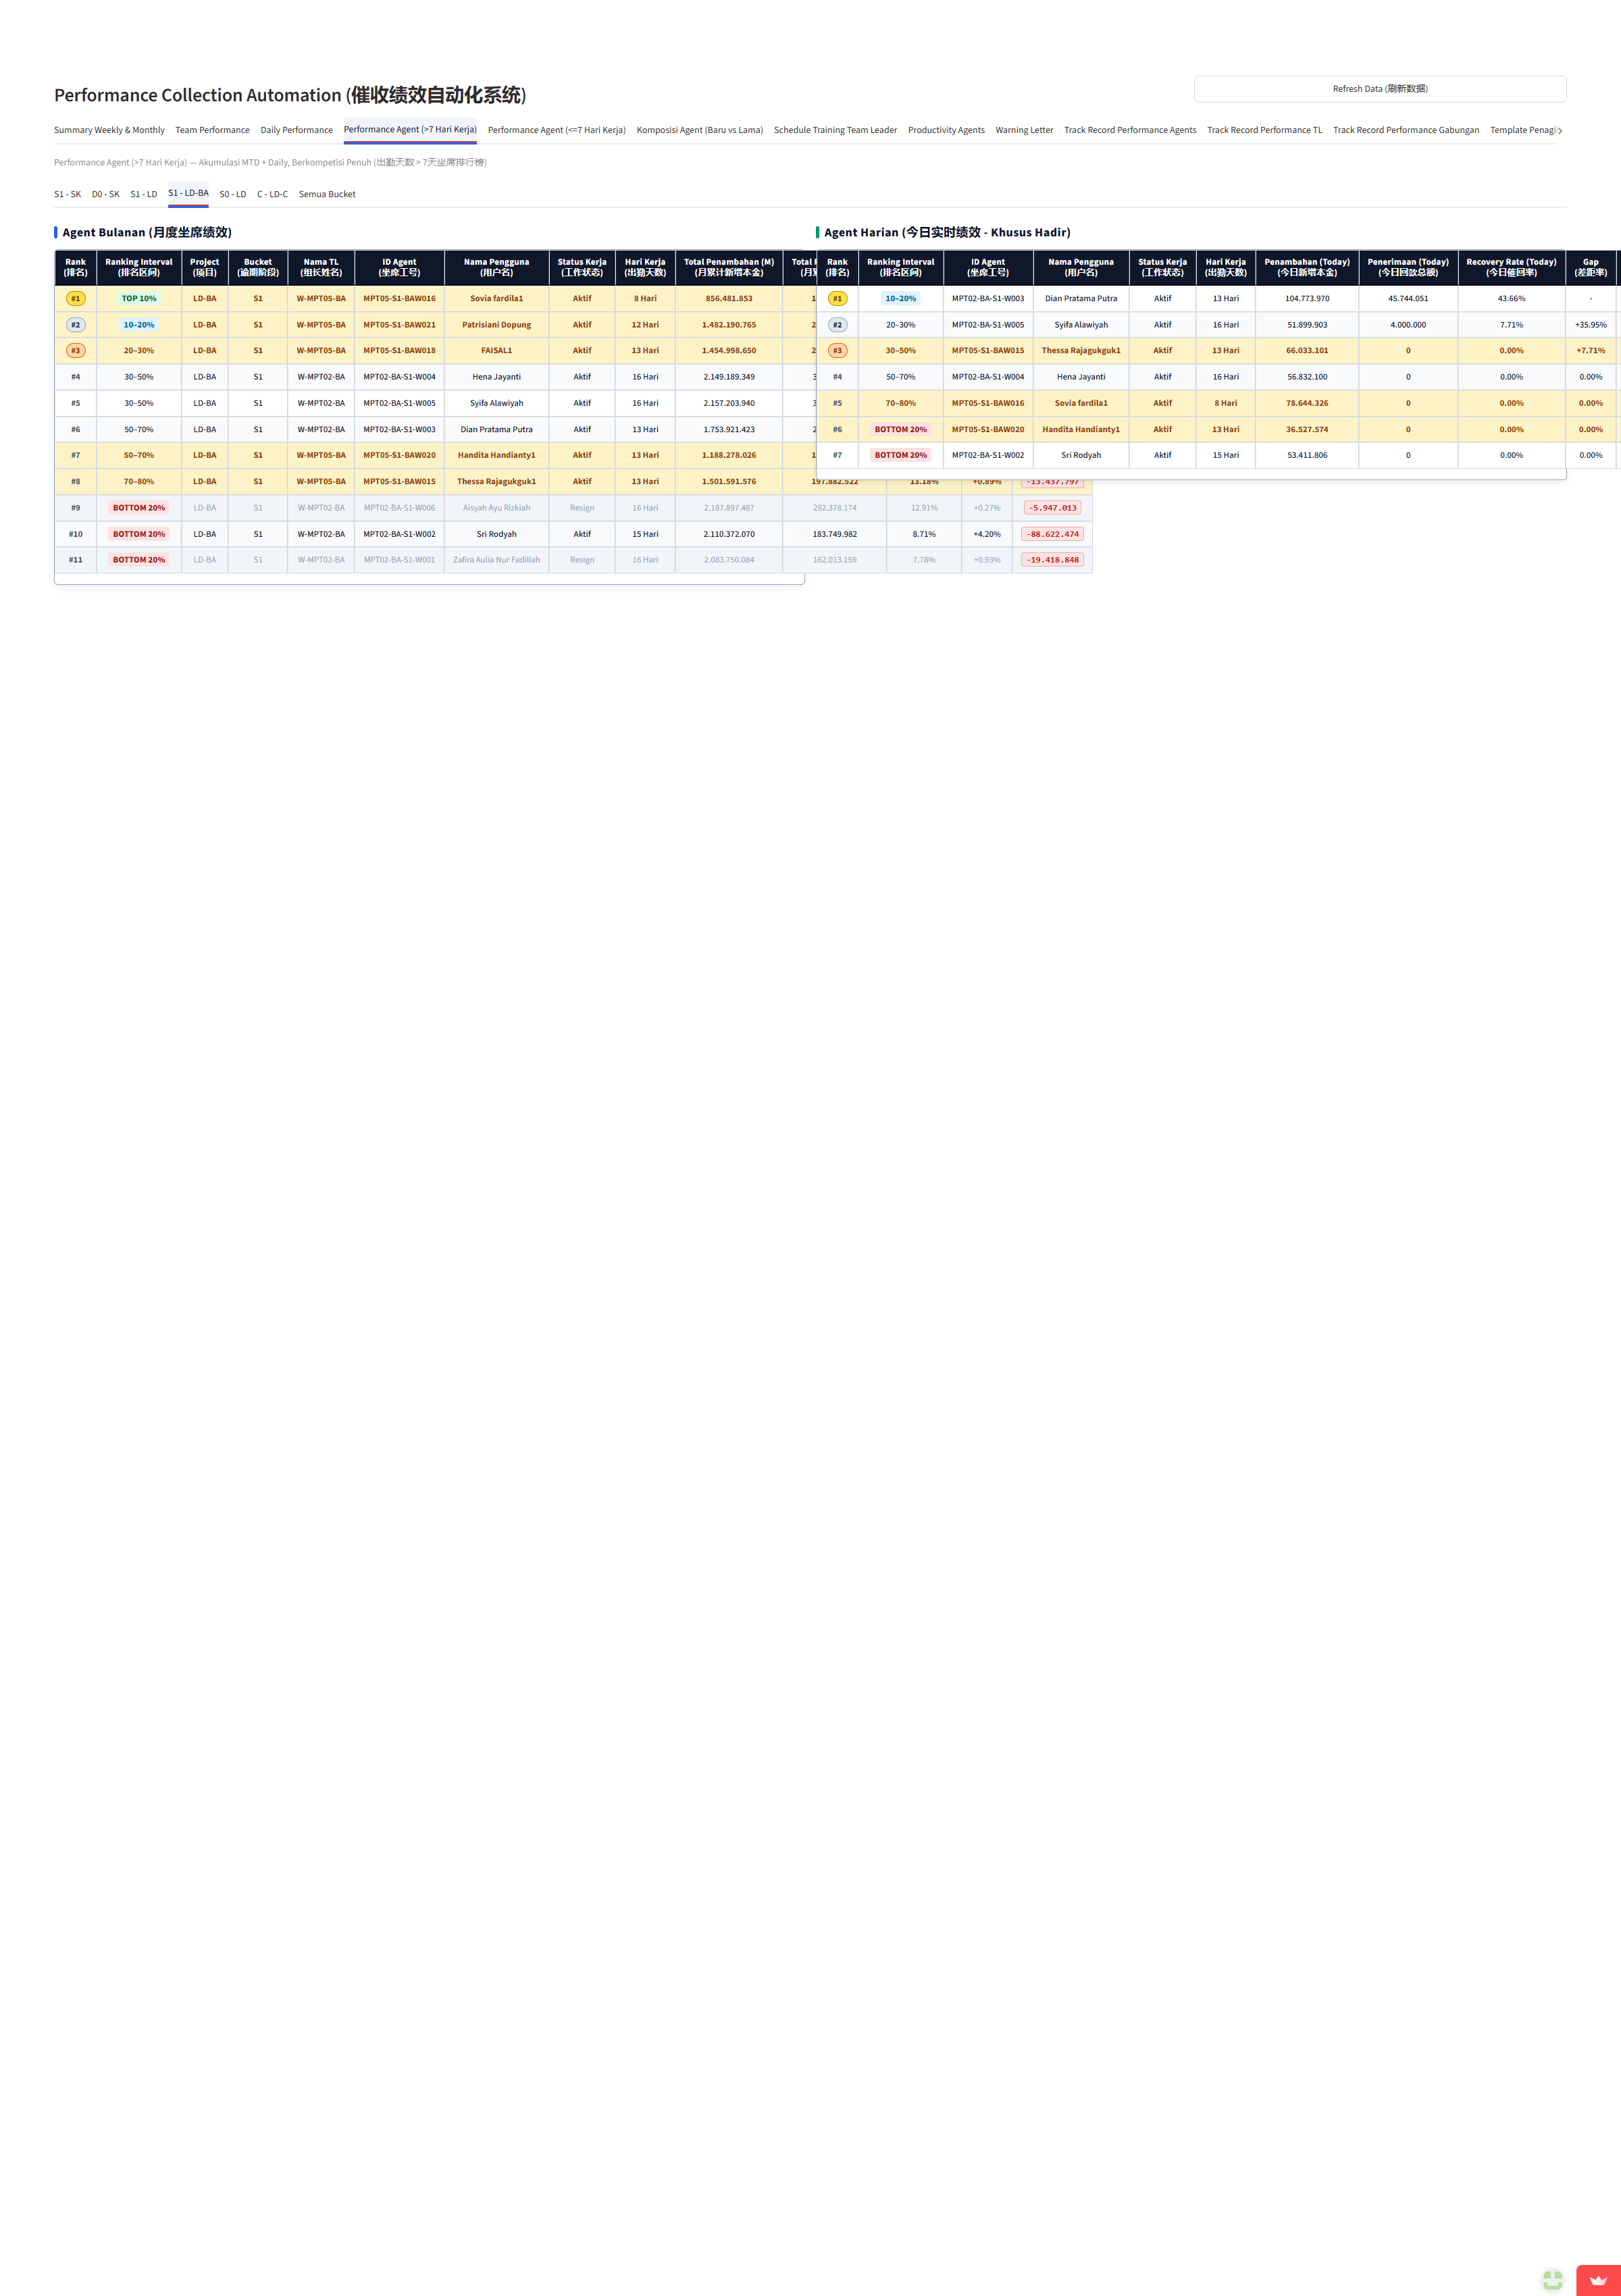 Performance Collection Automation (催收绩效自动化系统)
Refresh Data (刷新数据)
Summary Weekly & Monthly Team Performance Daily Performance Performance Agent (>7 Hari Kerja) Performance Agent (<=7 Hari Kerja) Komposisi Agent (Baru vs Lama) Schedule Training Team Leader Productivity Agents Warning Letter Track Record Performance Agents Track Record Performance TL Track Record Performance Gabungan Template Penagi
Performance Agent (>7 Hari Kerja) — Akumulasi MTD + Daily, Berkompetisi Penuh (出勤天数 > 7天坐席排行榜)
S1 - SK D0 - SK S1 - LD S1 - LD-BA S0 - LD C - LD-C Semua Bucket
Agent Bulanan (月度坐席绩效)
Rank Ranking Interval Project Bucket Nama TL ID Agent Nama Pengguna Status Kerja Hari Kerja Total Penambahan (M) Total
(排名) (排名区间) (项目) (逾期阶段) (组长姓名) (坐席工号) (用户名) (工作状态) (出勤天数) (月累计新增本金) (月
#1 TOP 10% LD-BA S1 W-MPT05-BA MPT05-S1-BAW016 Sovia fardila1 Aktif 8 Hari 856.481.853 1
#2 10–20% LD-BA S1 W-MPT05-BA MPT05-S1-BAW021 Patrisiani Dopung Aktif 12 Hari 1.482.190.765 2
#3 20–30% LD-BA S1 W-MPT05-BA MPT05-S1-BAW018 FAISAL1 Aktif 13 Hari 1.454.998.650 2
#4 30–50% LD-BA S1 W-MPT02-BA MPT02-BA-S1-W004 Hena Jayanti Aktif 16 Hari 2.149.189.349 3
#5 30–50% LD-BA S1 W-MPT02-BA MPT02-BA-S1-W005 Syifa Alawiyah Aktif 16 Hari 2.157.203.940 3
#6 50–70% LD-BA S1 W-MPT02-BA MPT02-BA-S1-W003 Dian Pratama Putra Aktif 13 Hari 1.753.921.423 2
#7 50–70% LD-BA S1 W-MPT05-BA MPT05-S1-BAW020 Handita Handianty1 Aktif 13 Hari 1.188.278.026 1
#8 70–80% LD-BA S1 W-MPT05-BA MPT05-S1-BAW015 Thessa Rajagukguk1 Aktif 13 Hari 1.501.591.576 197.882.522 13.18% +0.89% -13.437.797
#9 BOTTOM 20% LD-BA S1 W-MPT02-BA MPT02-BA-S1-W006 Aisyah Ayu Rizkiah Resign 16 Hari 2.187.897.487 282.378.174 12.91% +0.27% -5.947.013
#10 BOTTOM 20% LD-BA S1 W-MPT02-BA MPT02-BA-S1-W002 Sri Rodyah Aktif 15 Hari 2.110.372.070 183.749.982 8.71% +4.20% -88.622.474
#11 BOTTOM 20% LD-BA S1 W-MPT02-BA MPT02-BA-S1-W001 Zafira Aulia Nur Fadillah Resign 16 Hari 2.083.750.084 162.013.159 7.78% +0.93% -19.418.848
Agent Harian (今日实时绩效 - Khusus Hadir)
Rank Ranking Interval ID Agent Nama Pengguna Status Kerja Hari Kerja Penambahan (Today) Penerimaan (Today) Recovery Rate (Today) Gap
(排名) (排名区间) (坐席工号) (用户名) (工作状态) (出勤天数) (今日新增本金) (今日回款总额) (今日催回率) (差距率)
#1 10–20% MPT02-BA-S1-W003 Dian Pratama Putra Aktif 13 Hari 104.773.970 45.744.051 43.66% -
#2 20–30% MPT02-BA-S1-W005 Syifa Alawiyah Aktif 16 Hari 51.899.903 4.000.000 7.71% +35.95%
#3 30–50% MPT05-S1-BAW015 Thessa Rajagukguk1 Aktif 13 Hari 66.033.101 0 0.00% +7.71%
#4 50–70% MPT02-BA-S1-W004 Hena Jayanti Aktif 16 Hari 56.832.100 0 0.00% 0.00%
#5 70–80% MPT05-S1-BAW016 Sovia fardila1 Aktif 8 Hari 78.644.326 0 0.00% 0.00%
#6 BOTTOM 20% MPT05-S1-BAW020 Handita Handianty1 Aktif 13 Hari 36.527.574 0 0.00% 0.00%
#7 BOTTOM 20% MPT02-BA-S1-W002 Sri Rodyah Aktif 15 Hari 53.411.806 0 0.00% 0.00%